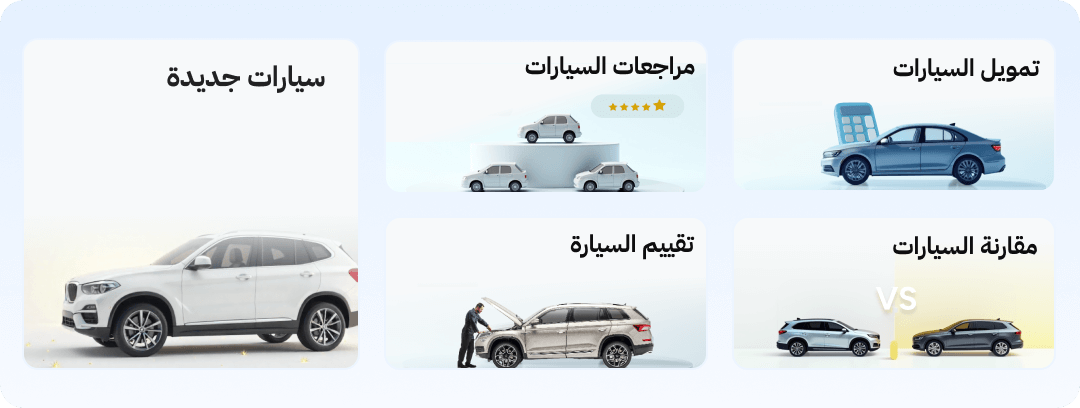 تمويل السيارات
مراجعات السيارات
سيارات جديدة
مقارنة السيارات
VS
تقييم السيارة